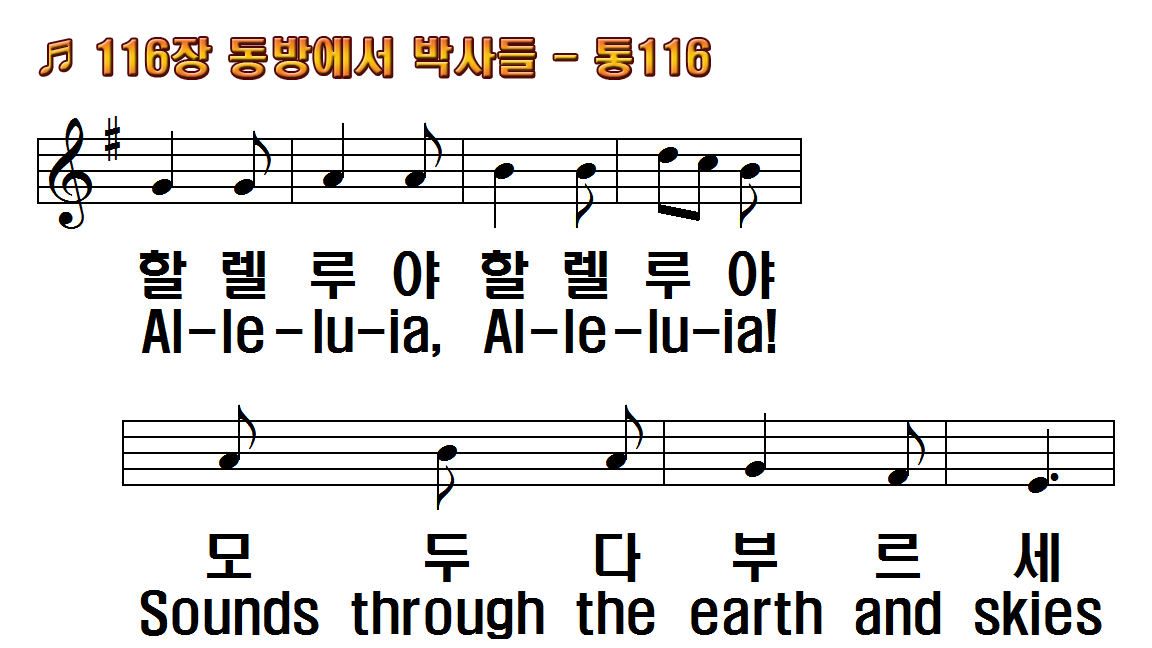 ♬ 116장 동방에서 박사들 - 통116
할 렐 루 야 할 렐 루 야
Al-le-lu-ia, Al-le-lu-ia!
모 두 다 부 르 세
Sounds through the earth and skies